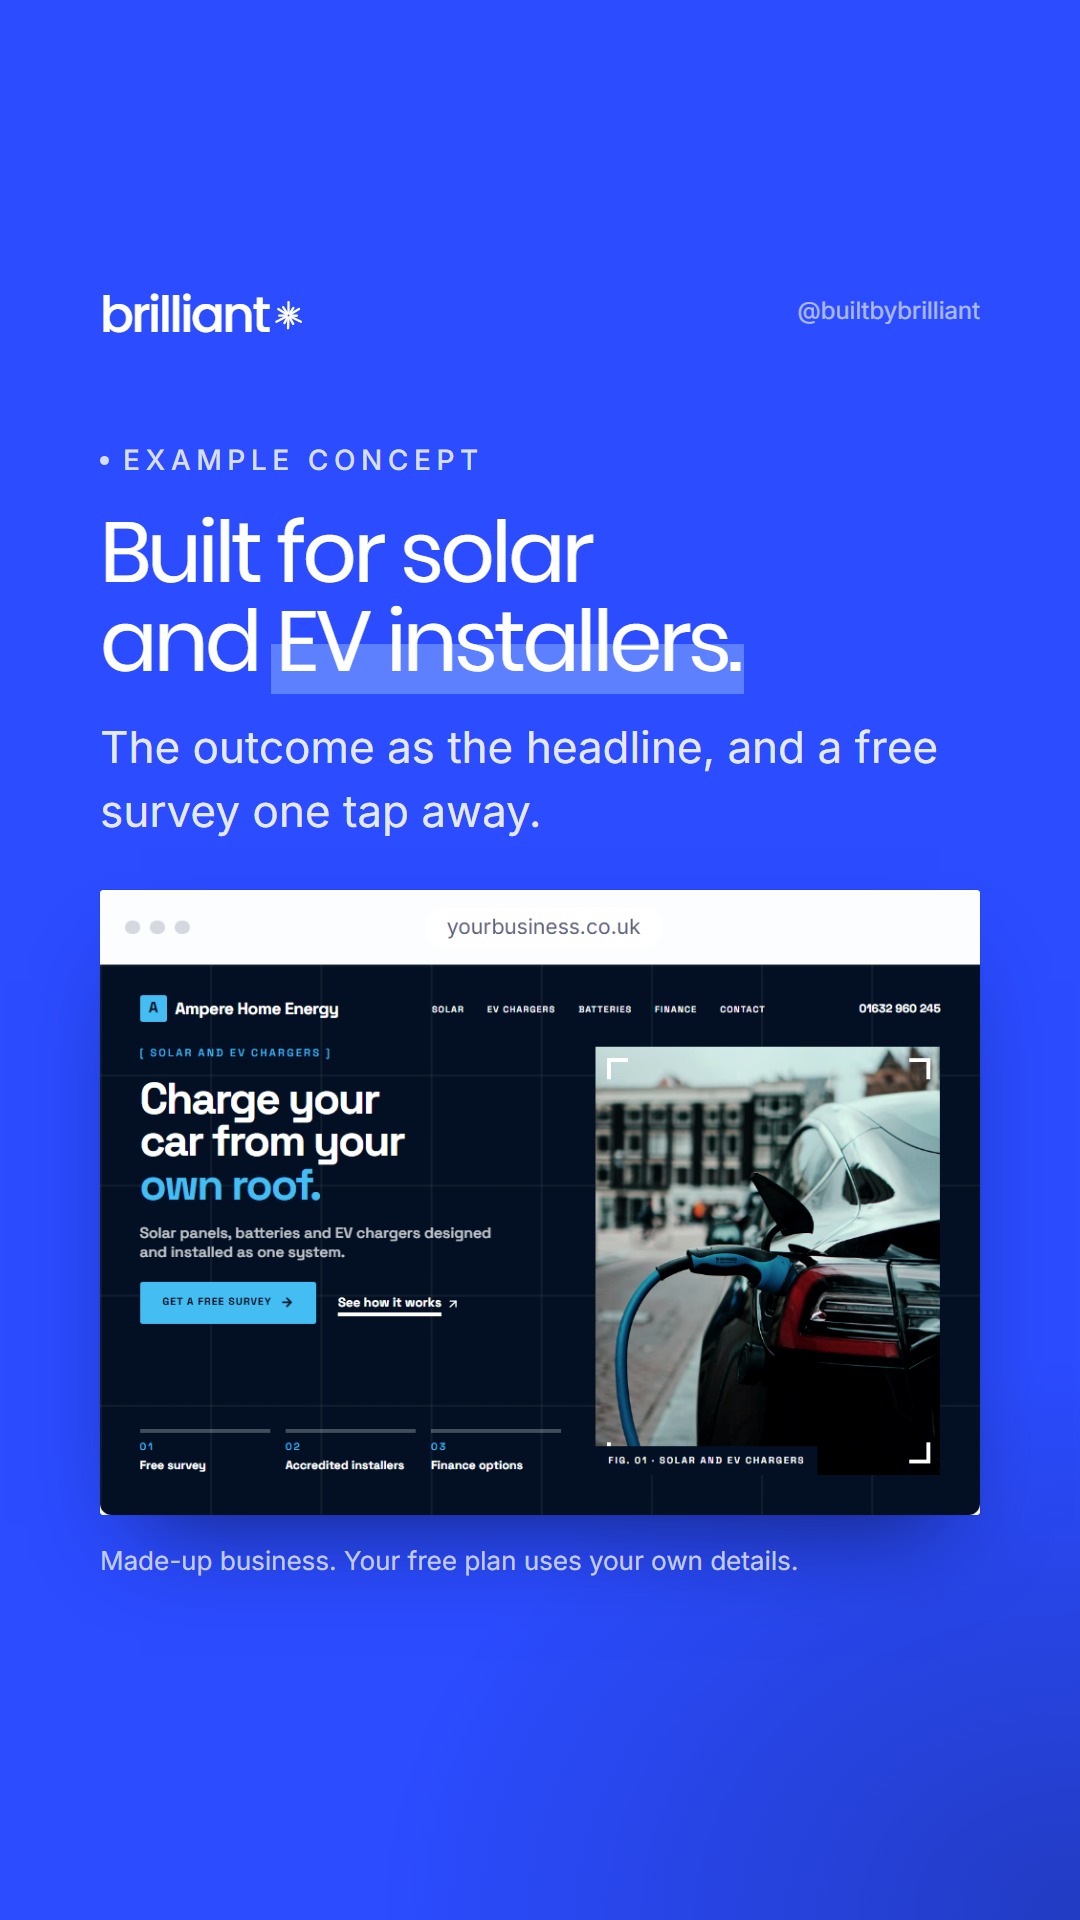 brilliant
@builtbybrilliant
• EXAMPLE CONCEPT
Built for solar
and EV installers.
The outcome as the headline, and a free
survey one tap away.
yourbusiness.co.uk
A Ampere Home Energy
SOLAR EV CHARGERS BATTERIES FINANCE CONTACT
01632 960 245
[ SOLAR AND EV CHARGERS ]
Charge your
car from your
own roof.
Solar panels, batteries and EV chargers designed
and installed as one system.
GET A FREE SURVEY →
See how it works ↗
01
Free survey
02
Accredited installers
03
Finance options
FIG. 01 · SOLAR AND EV CHARGERS
Made-up business. Your free plan uses your own details.